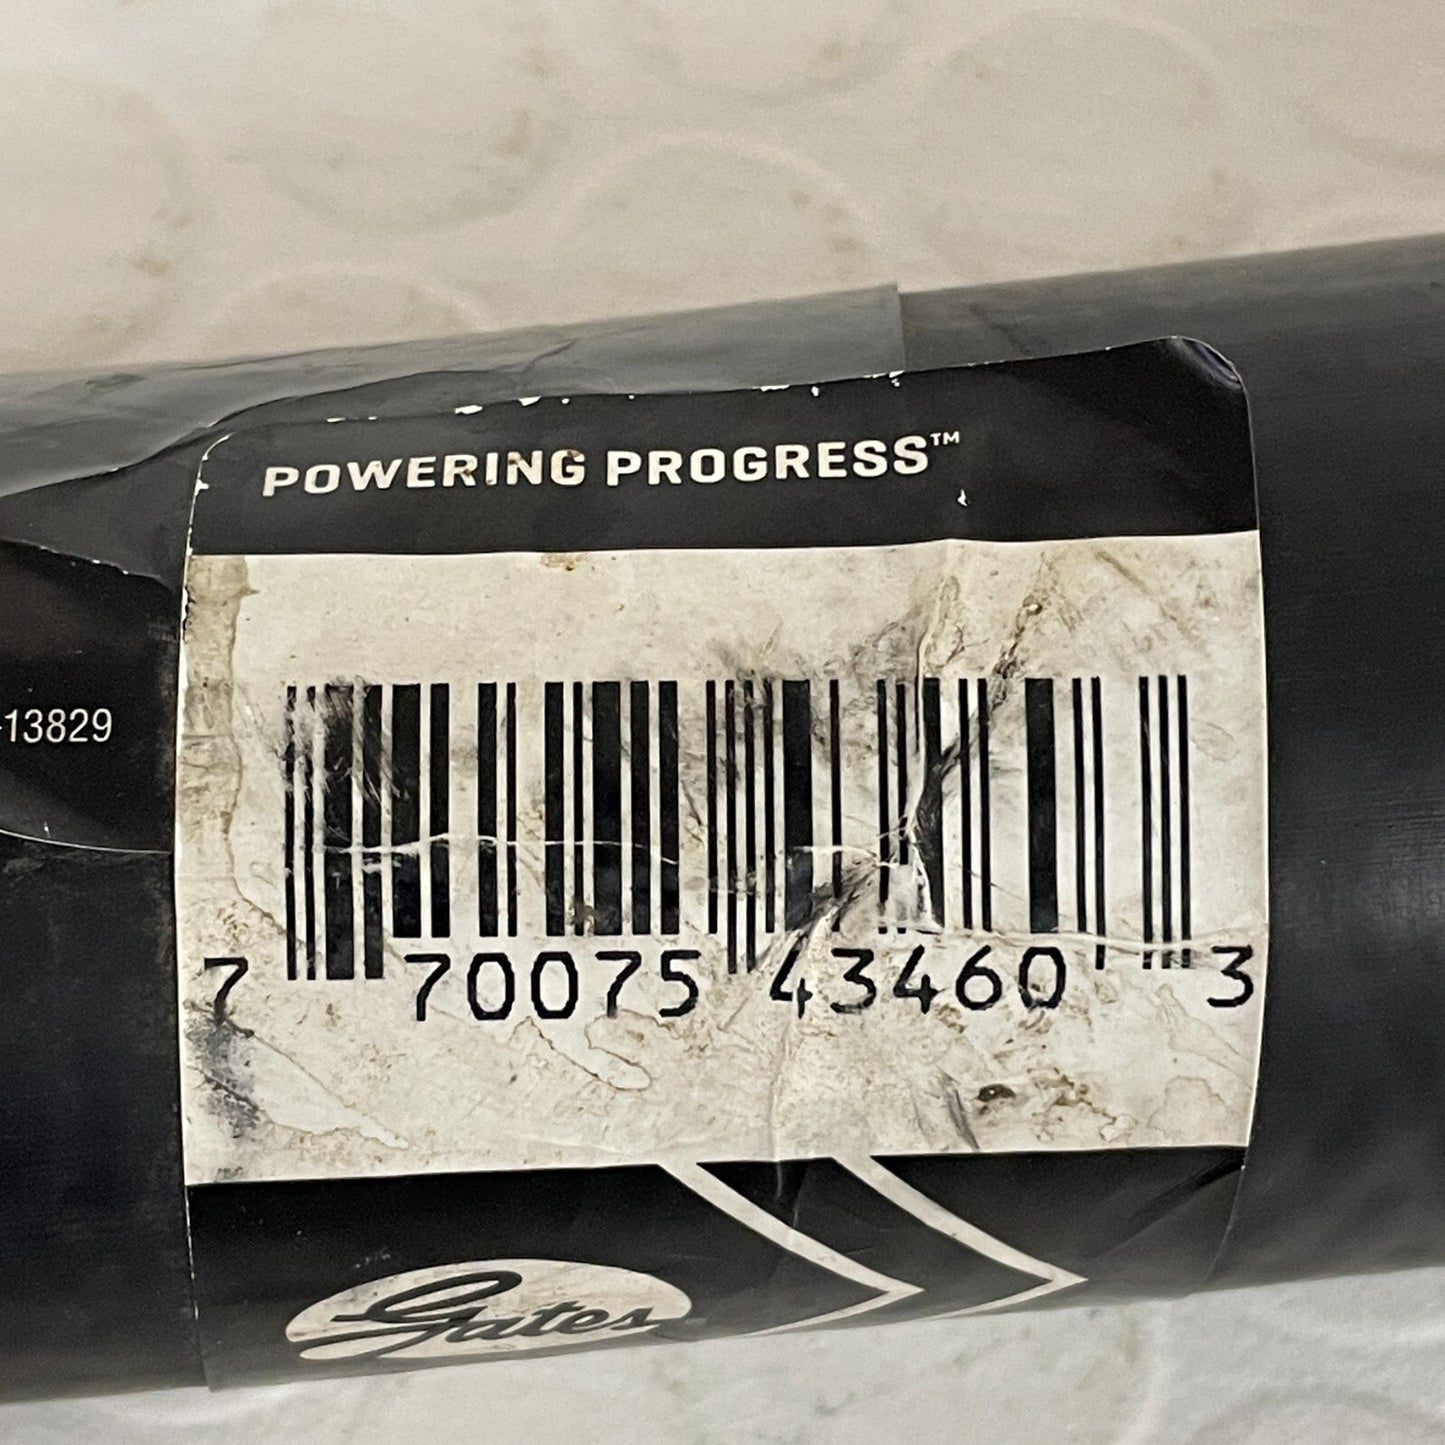 POWERING PROGRESS™
-13829
7 70075 43460 3
Gates